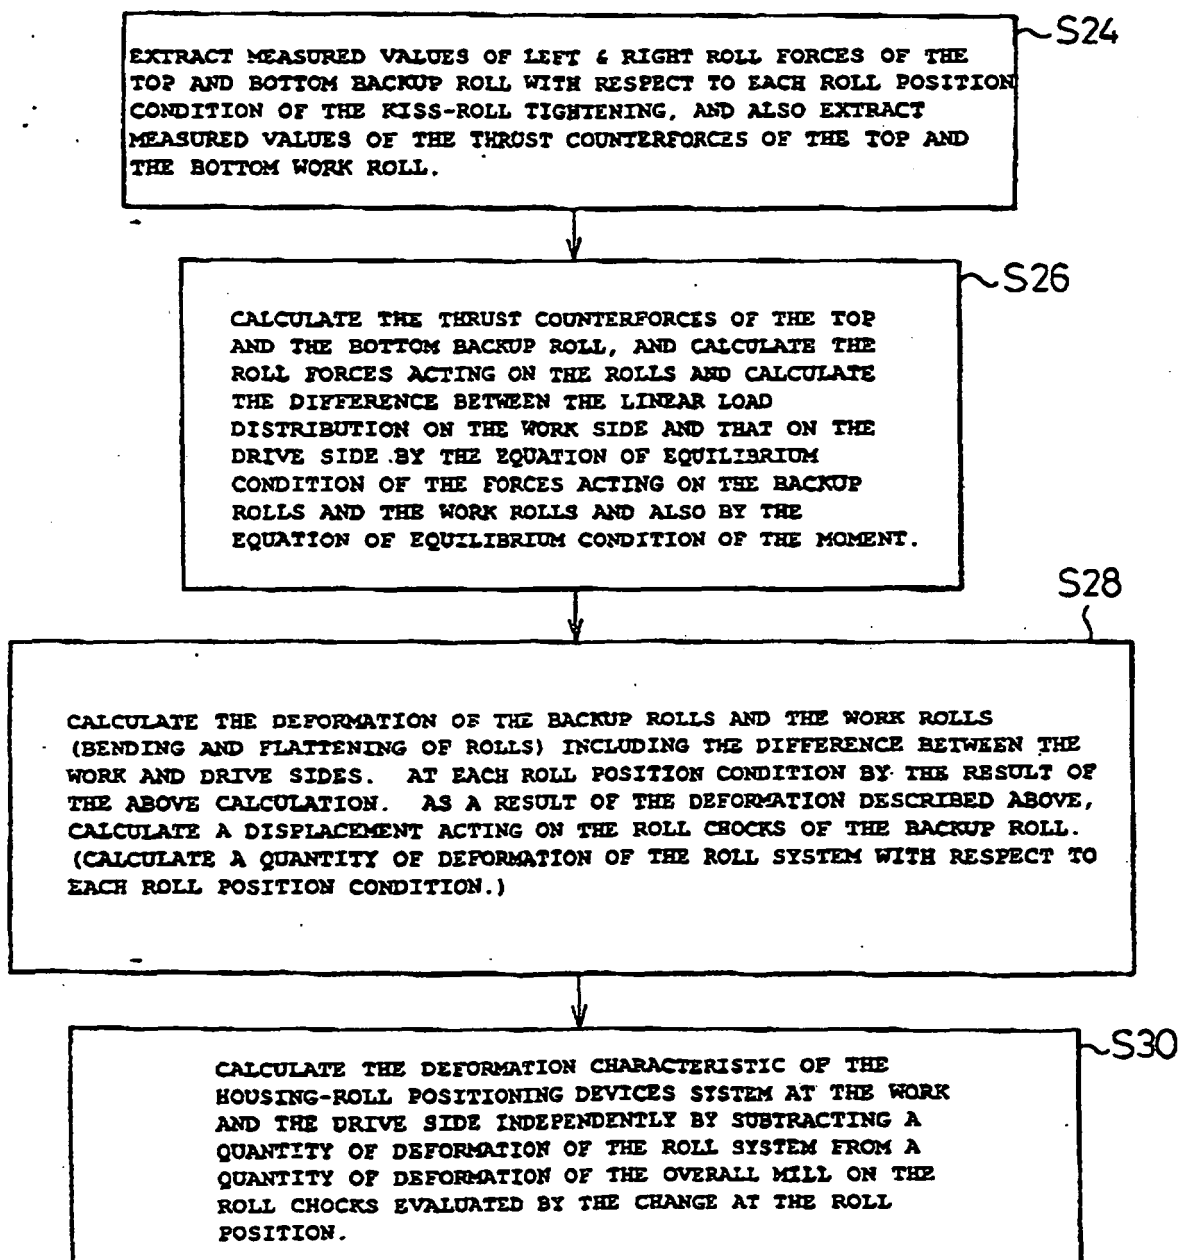 S24
EXTRACT MEASURED VALUES OF LEFT & RIGHT ROLL FORCES OF THE
TOP AND BOTTOM BACKUP ROLL WITH RESPECT TO EACH ROLL POSITION
CONDITION OF THE KISS-ROLL TIGHTENING, AND ALSO EXTRACT
MEASURED VALUES OF THE THRUST COUNTERFORCES OF THE TOP AND
THE BOTTOM WORK ROLL.
S26
CALCULATE THE THRUST COUNTERFORCES OF THE TOP
AND THE BOTTOM BACKUP ROLL, AND CALCULATE THE
ROLL FORCES ACTING ON THE ROLLS AND CALCULATE
THE DIFFERENCE BETWEEN THE LINEAR LOAD
DISTRIBUTION ON THE WORK SIDE AND THAT ON THE
DRIVE SIDE BY THE EQUATION OF EQUILIBRIUM
CONDITION OF THE FORCES ACTING ON THE BACKUP
ROLLS AND THE WORK ROLLS AND ALSO BY THE
EQUATION OF EQUILIBRIUM CONDITION OF THE MOMENT.
S28
CALCULATE THE DEFORMATION OF THE BACKUP ROLLS AND THE WORK ROLLS
(BENDING AND FLATTENING OF ROLLS) INCLUDING THE DIFFERENCE BETWEEN THE
WORK AND DRIVE SIDES. AT EACH ROLL POSITION CONDITION BY THE RESULT OF
THE ABOVE CALCULATION. AS A RESULT OF THE DEFORMATION DESCRIBED ABOVE,
CALCULATE A DISPLACEMENT ACTING ON THE ROLL CHOCKS OF THE BACKUP ROLL.
(CALCULATE A QUANTITY OF DEFORMATION OF THE ROLL SYSTEM WITH RESPECT TO
EACH ROLL POSITION CONDITION.)
S30
CALCULATE THE DEFORMATION CHARACTERISTIC OF THE
HOUSING-ROLL POSITIONING DEVICES SYSTEM AT THE WORK
AND THE DRIVE SIDE INDEPENDENTLY BY SUBTRACTING A
QUANTITY OF DEFORMATION OF THE ROLL SYSTEM FROM A
QUANTITY OF DEFORMATION OF THE OVERALL MILL ON THE
ROLL CHOCKS EVALUATED BY THE CHANGE AT THE ROLL
POSITION.